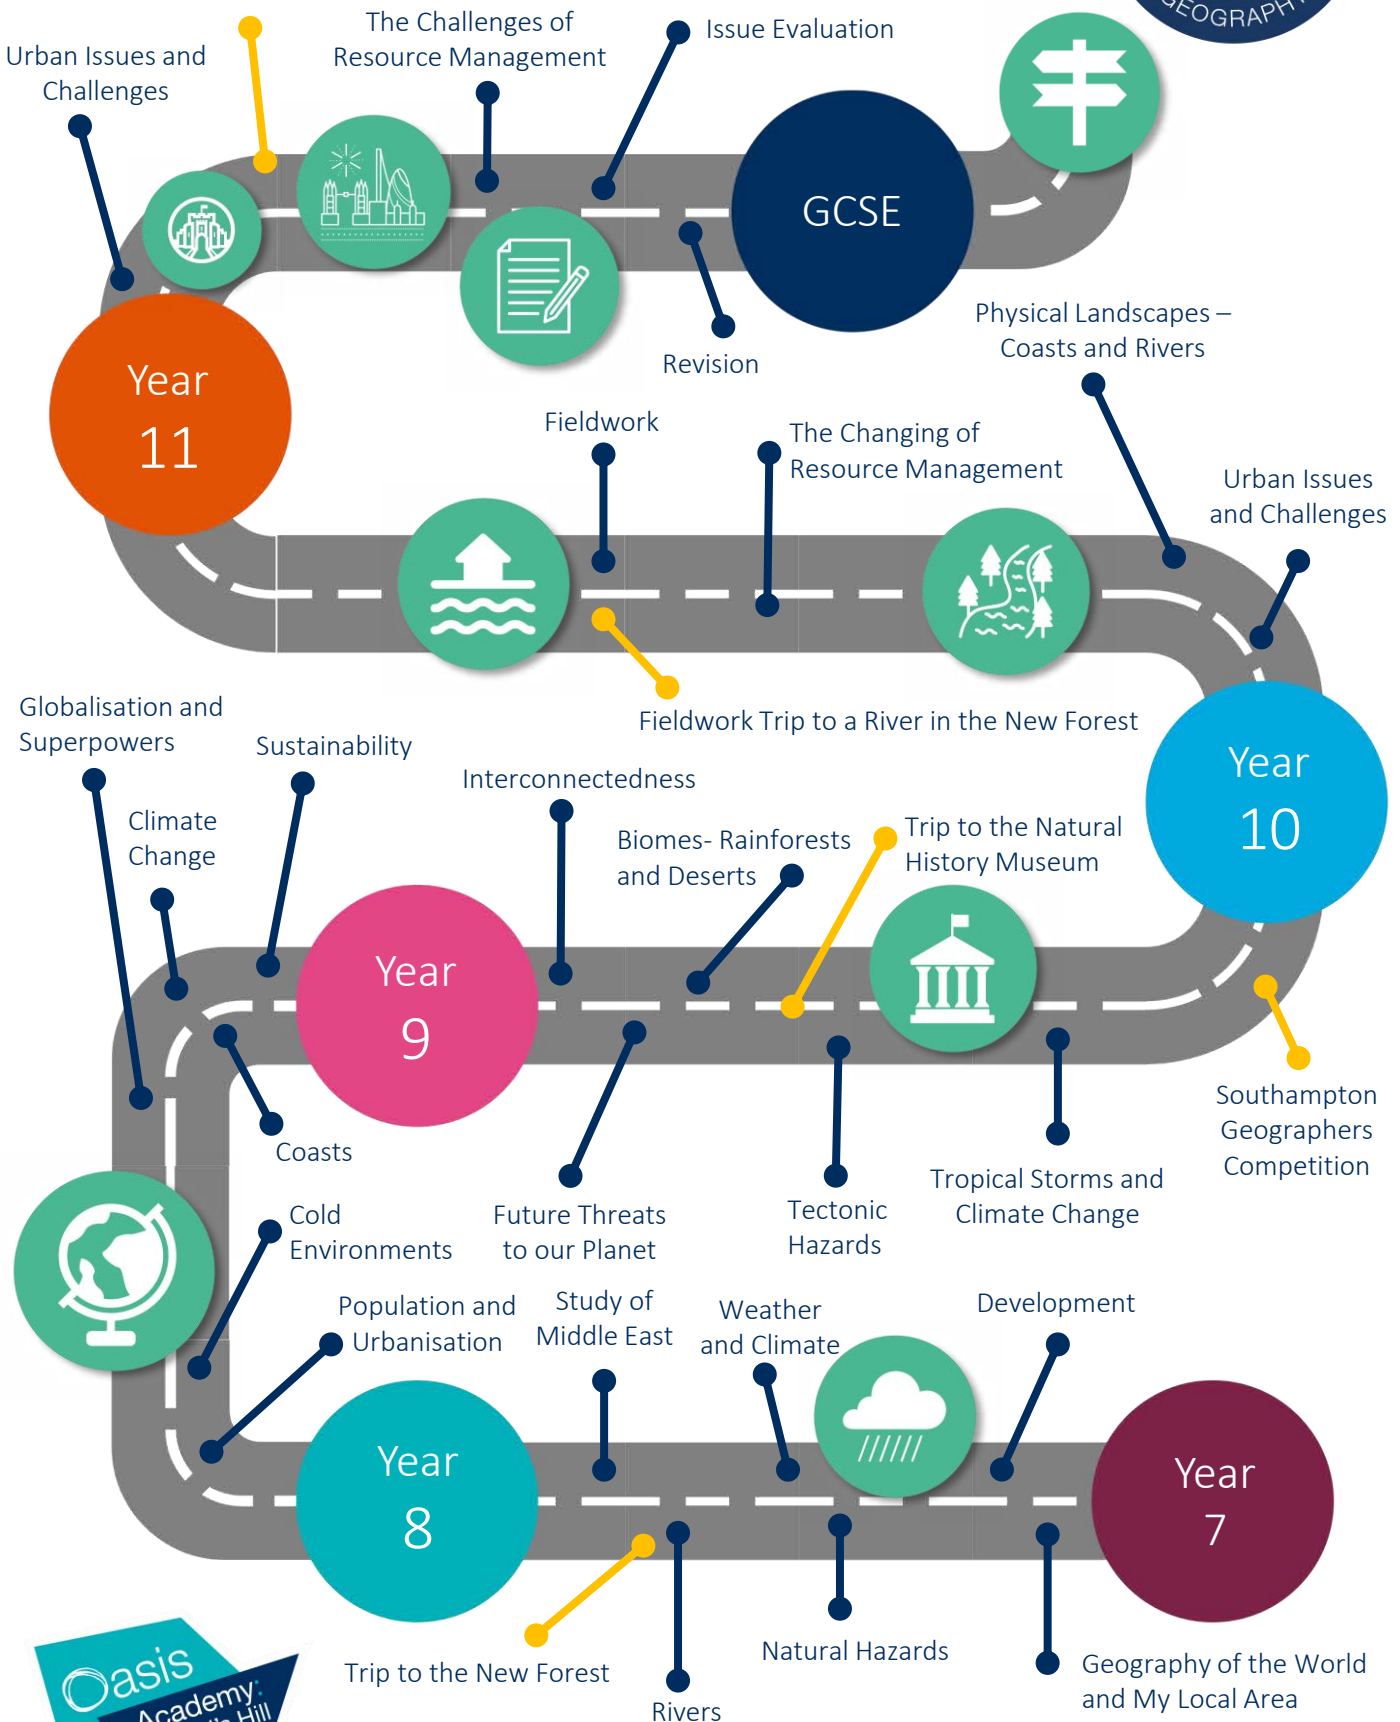 GEOGRAPHY
The Challenges of
Resource Management
Issue Evaluation
Urban Issues and
Challenges
GCSE
Revision
Physical Landscapes –
Coasts and Rivers
Year
11
Fieldwork
The Changing of
Resource Management
Urban Issues
and Challenges
Fieldwork Trip to a River in the New Forest
Year
10
Globalisation and
Superpowers
Sustainability
Interconnectedness
Climate
Change
Biomes- Rainforests
and Deserts
Trip to the Natural
History Museum
Year
9
Coasts
Southampton
Geographers
Competition
Cold
Environments
Future Threats
to our Planet
Tectonic
Hazards
Tropical Storms and
Climate Change
Population and
Urbanisation
Study of
Middle East
Weather
and Climate
Development
Year
8
Year
7
Trip to the New Forest
Rivers
Natural Hazards
Geography of the World
and My Local Area
Oasis
Academy:
Hill